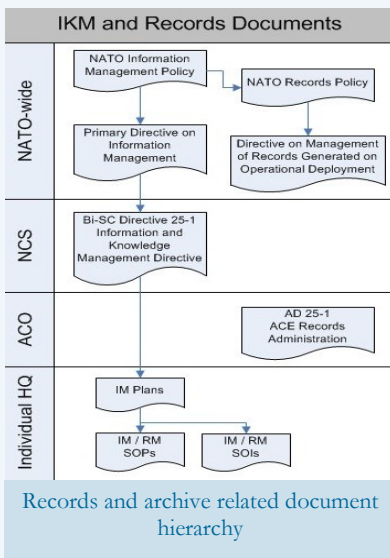 IKM and Records Documents
NATO-wide
NATO Information
Management Policy
NATO Records Policy
Primary Directive on
Information
Management
Directive on Management
of Records Generated on
Operational Deployment
NCS
Bi-SC Directive 25-1
Information and
Knowledge
Management Directive
ACO
AD 25-1
ACE Records
Administration
Individual HQ
IM Plans
IM / RM
SOPs
IM / RM
SOIs
Records and archive related document
hierarchy